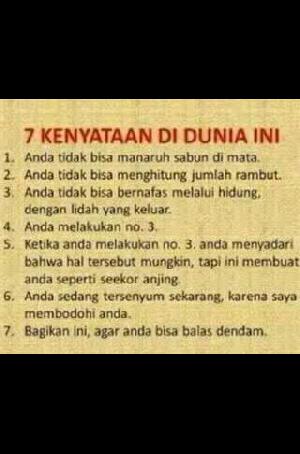 7 KENYATAAN DI DUNIA INI
1. Anda tidak bisa manaruh sabun di mata.
2. Anda tidak bisa menghitung jumlah rambut.
3. Anda tidak bisa bernafas melalui hidung,
dengan lidah yang keluar.
4. Anda melakukan no. 3.
5. Ketika anda melakukan no. 3. anda menyadari
bahwa hal tersebut mungkin, tapi ini membuat
anda seperti seekor anjing.
6. Anda sedang tersenyum sekarang, karena saya
membodohi anda.
7. Bagikan ini, agar anda bisa balas dendam.